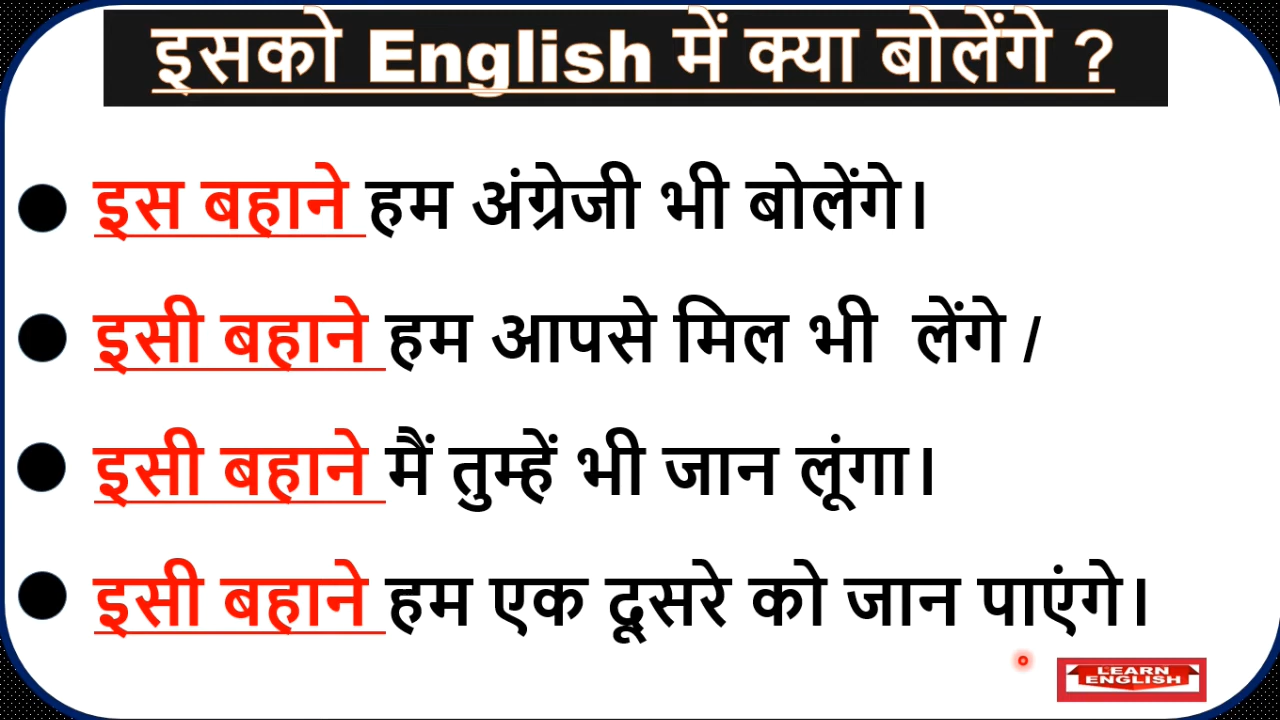 इसको English में क्या बोलेंगे ?
इस बहाने हम अंग्रेजी भी बोलेंगे।
इसी बहाने हम आपसे मिल भी लेंगे /
इसी बहाने मैं तुम्हें भी जान लूंगा।
इसी बहाने हम एक दूसरे को जान पाएंगे।
LEARN
ENGLISH